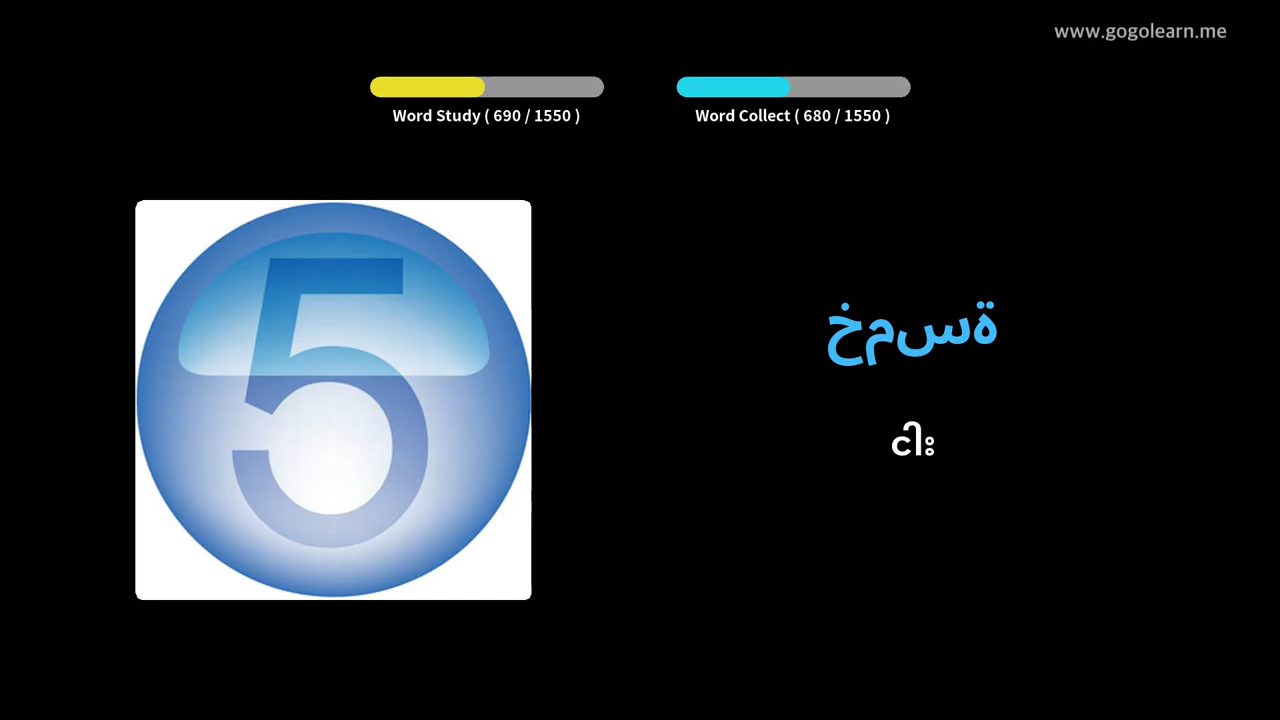 www.gogolearn.me
Word Study ( 690 / 1550 )
Word Collect ( 680 / 1550 )
5
خمسة
ငါး